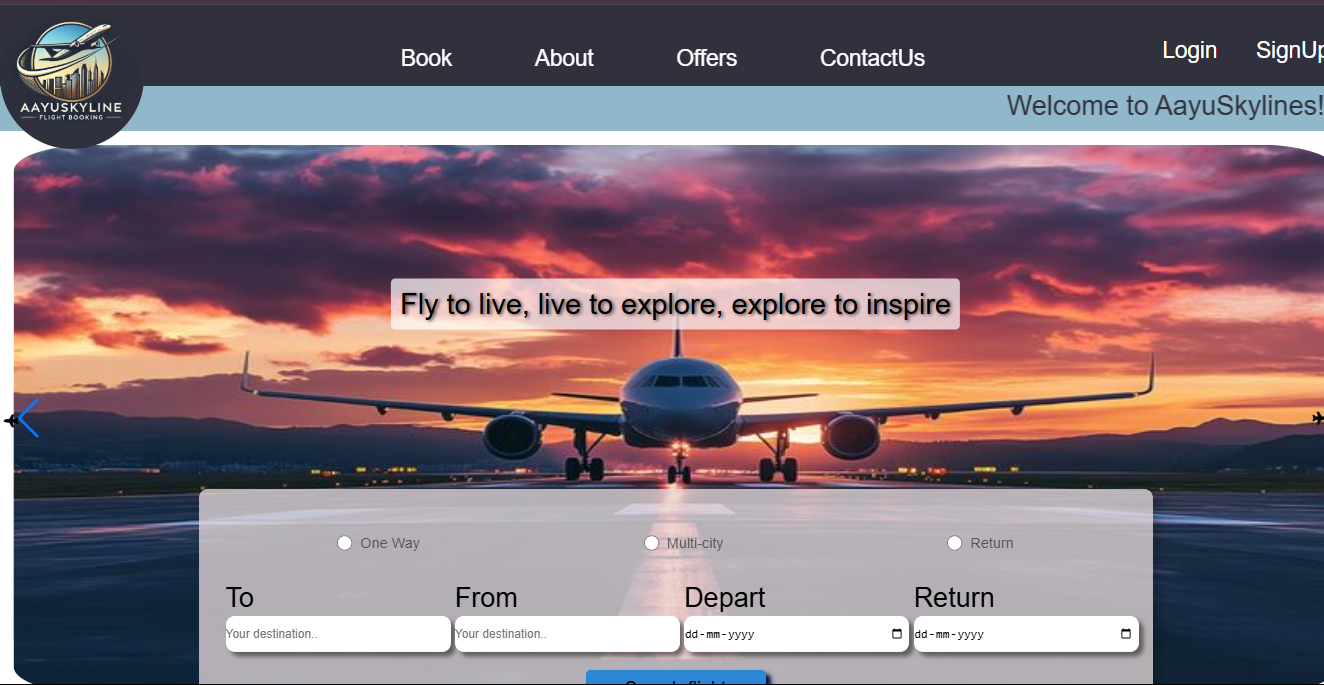 AAYUSKYLINE
FLIGHT BOOKING
Book About Offers ContactUs Login SignUp
Welcome to AayuSkylines!
Fly to live, live to explore, explore to inspire
One Way Multi-city Return
To From Depart Return
Your destination.. Your destination.. dd-mm-yyyy dd-mm-yyyy